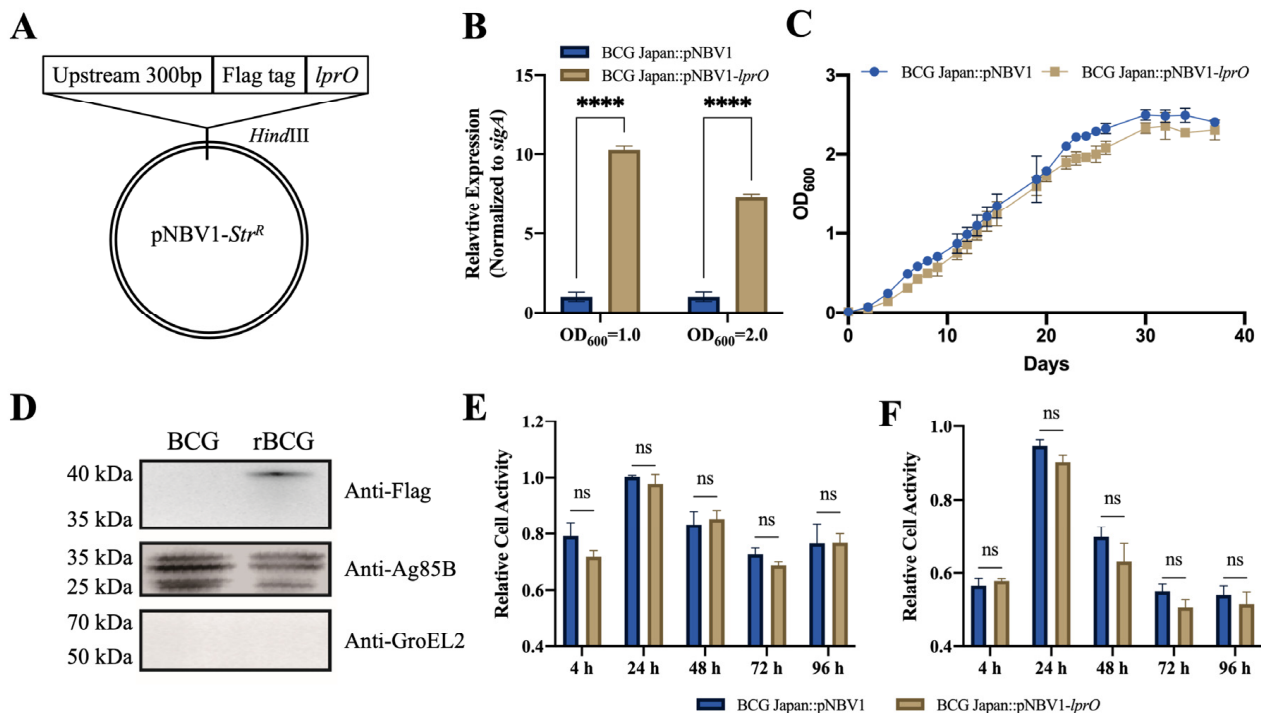 A
Upstream 300bp Flag tag lprO
HindIII
pNBV1-StrR
B
BCG Japan::pNBV1
BCG Japan::pNBV1-lprO
Relavtive Expression
(Normalized to sigA)
15
10
5
0
**** ****
OD600=1.0 OD600=2.0
C
BCG Japan::pNBV1 BCG Japan::pNBV1-lprO
OD600
3
2
1
0
0 10 20 30 40
Days
D
BCG rBCG
40 kDa
35 kDa
Anti-Flag
35 kDa
25 kDa
Anti-Ag85B
70 kDa
50 kDa
Anti-GroEL2
E
Relative Cell Activity
1.2
1.0
0.8
0.6
0.4
ns ns ns ns ns
4 h 24 h 48 h 72 h 96 h
F
Relative Cell Activity
1.0
0.8
0.6
0.4
ns ns ns ns ns
4 h 24 h 48 h 72 h 96 h
BCG Japan::pNBV1 BCG Japan::pNBV1-lprO